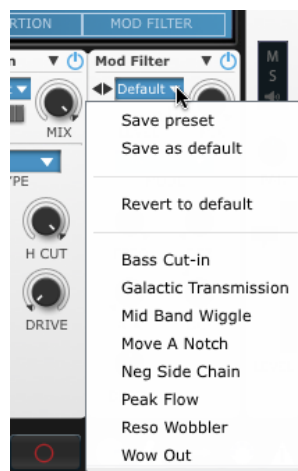 RTION MOD FILTER
n Mod Filter
Default
M
S
MIX
YPE
H CUT
DRIVE
Save preset
Save as default
Revert to default
Bass Cut-in
Galactic Transmission
Mid Band Wiggle
Move A Notch
Neg Side Chain
Peak Flow
Reso Wobbler
Wow Out